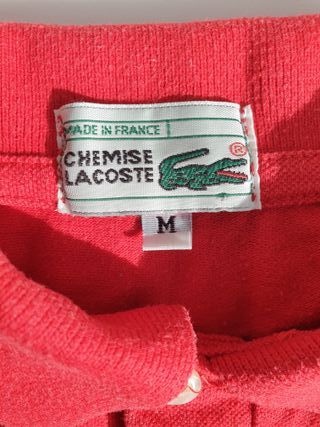 MADE IN FRANCE
CHEMISE
LACOSTE
®
M